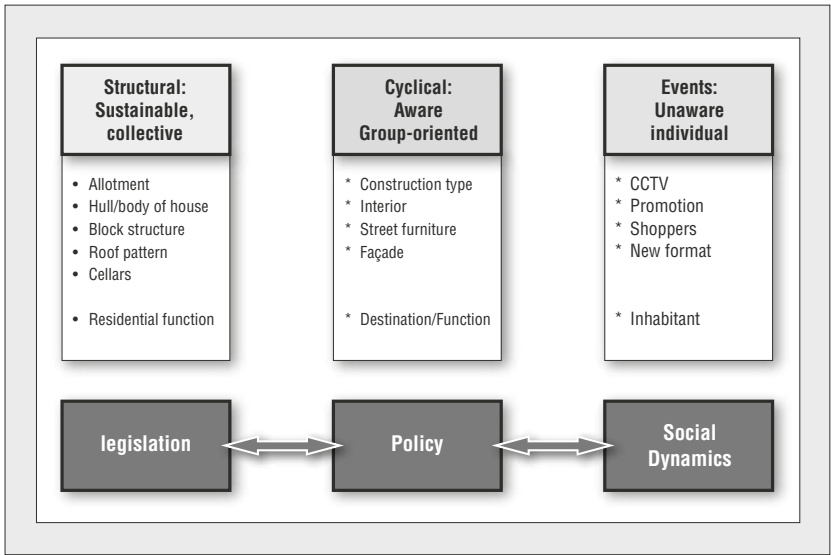 Structural:
Sustainable,
collective
• Allotment
• Hull/body of house
• Block structure
• Roof pattern
• Cellars
• Residential function
Cyclical:
Aware
Group-oriented
* Construction type
* Interior
* Street furniture
* Façade
* Destination/Function
Events:
Unaware
individual
* CCTV
* Promotion
* Shoppers
* New format
* Inhabitant
legislation
Policy
Social
Dynamics